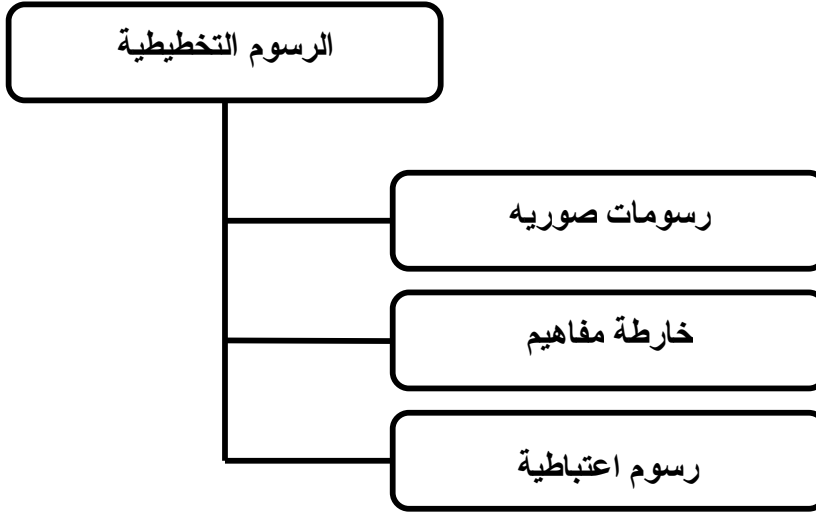 الرسوم التخطيطية
رسومات صوريه
خارطة مفاهيم
رسوم اعتباطية